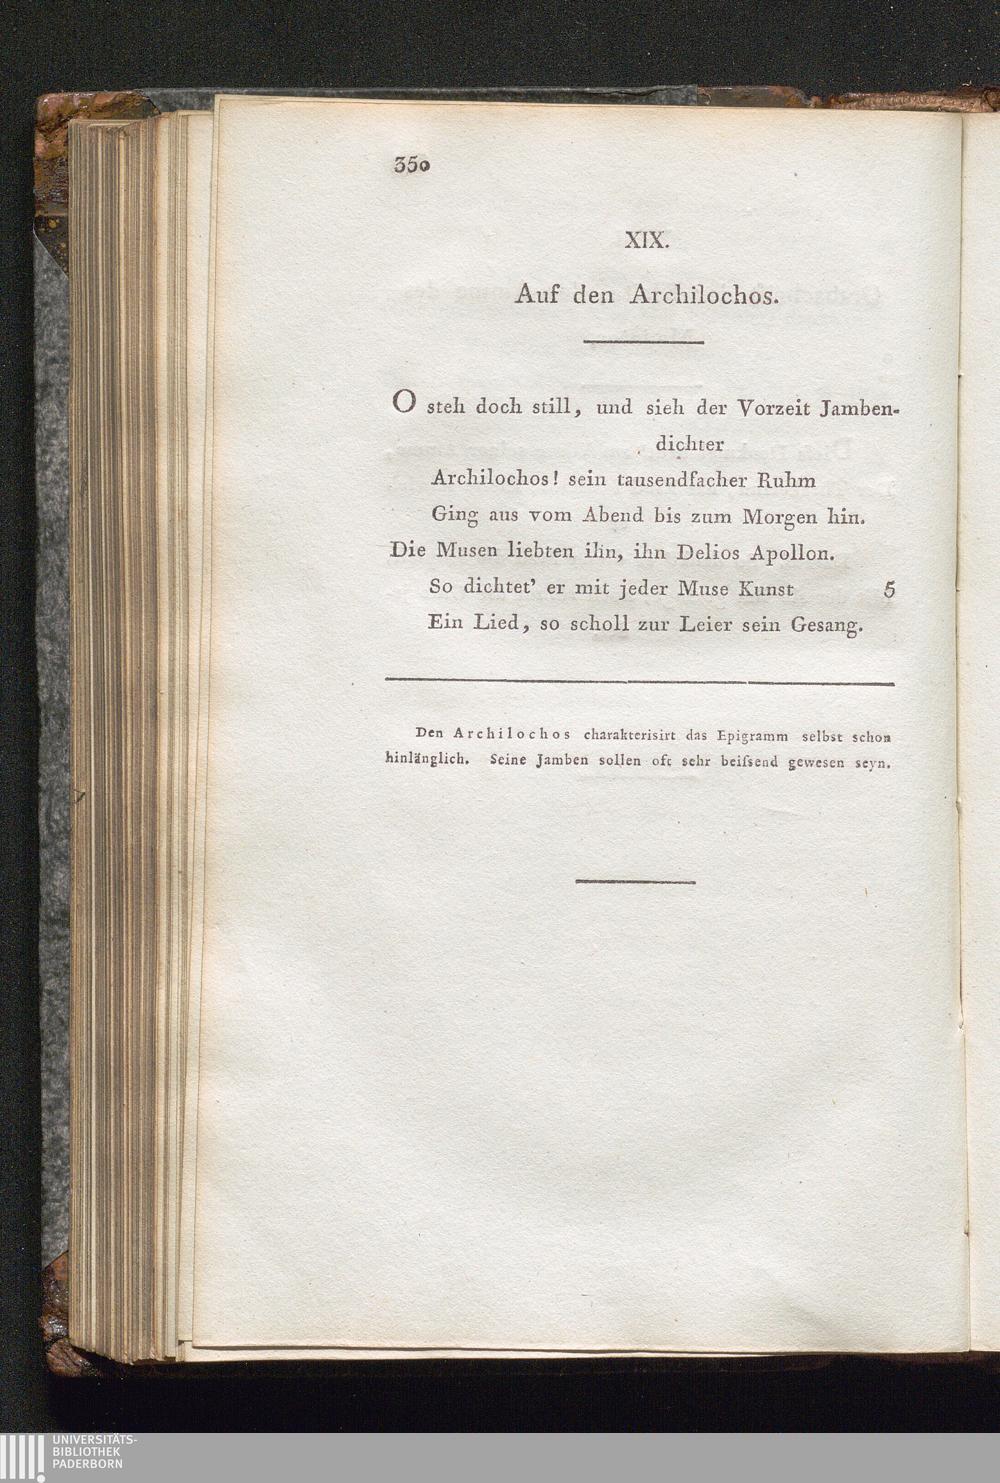 350
XIX.
Auf den Archilochos.
O steh doch still, und sieh der Vorzeit Jamben-
dichter
Archilochos! sein tausendfacher Ruhm
Ging aus vom Abend bis zum Morgen hin.
Die Musen liebten ihn, ihn Delios Apollon.
So dichtet' er mit jeder Muse Kunst 5
Ein Lied, so scholl zur Leier sein Gesang.
Den Archilochos charakterisirt das Epigramm selbst schon
hinlänglich. Seine Jamben sollen oft sehr beiſsend gewesen seyn.
UNIVERSITÄTS-
BIBLIOTHEK
PADERBORN